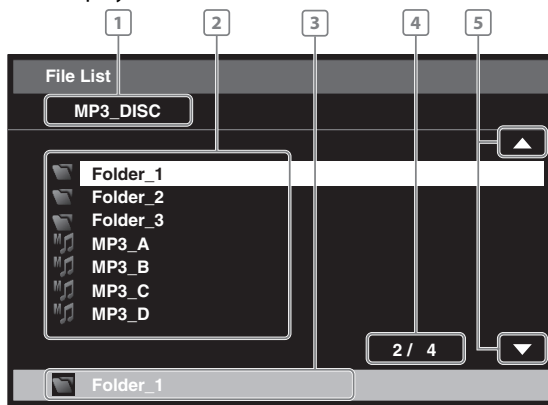 1 2 3 4 5
File List
MP3_DISC
Folder_1
Folder_2
Folder_3
M MP3_A
M MP3_B
M MP3_C
M MP3_D
2 / 4
Folder_1